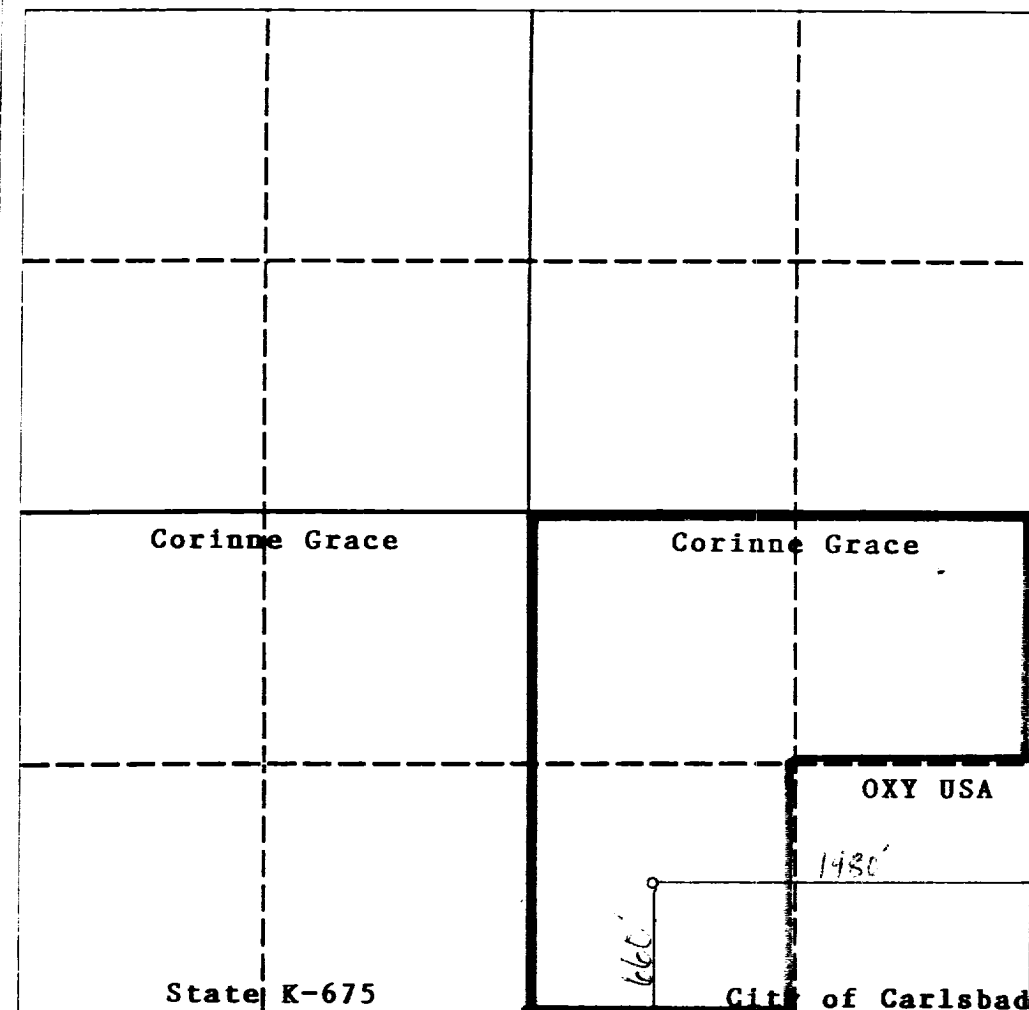 Corinne Grace
Corinne Grace
OXY USA
1980'
660'
State K-675
City of Carlsbad